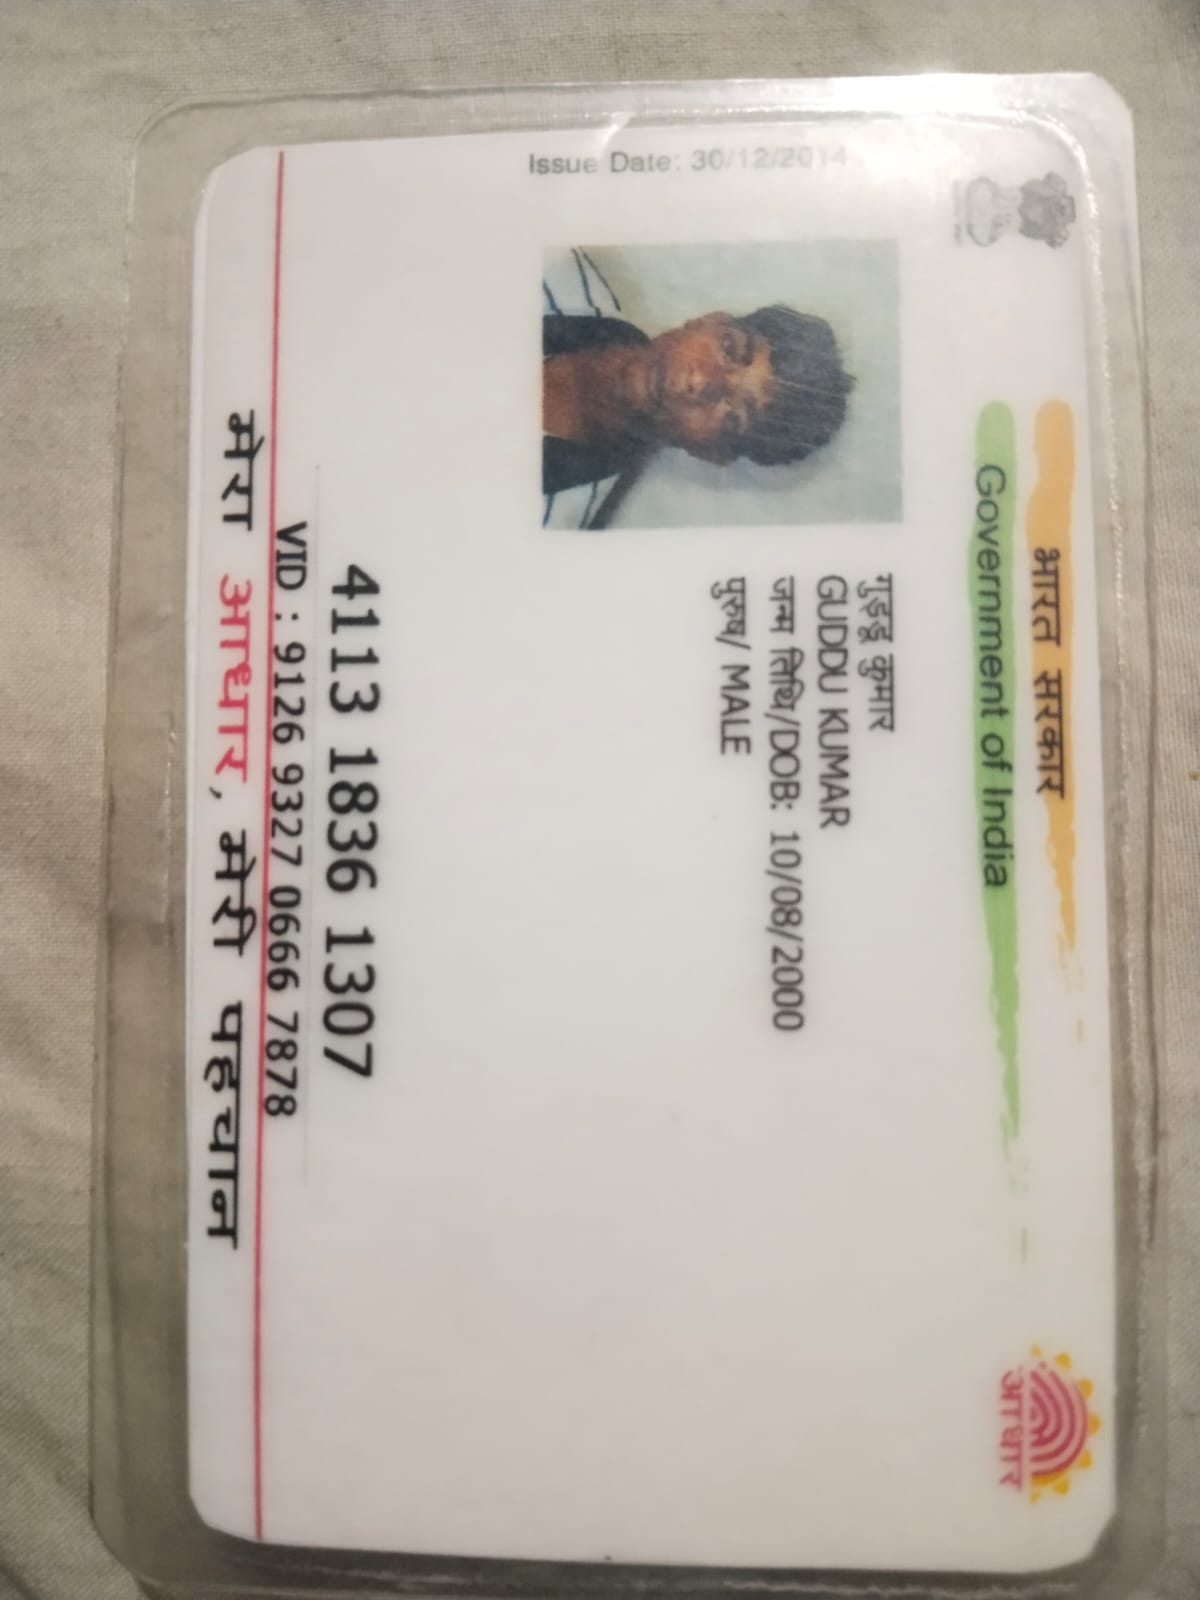 भारत सरकार
Government of India
Issue Date: 30/12/2014
गुड्डू कुमार
GUDDU KUMAR
जन्म तिथि/DOB: 10/08/2000
पुरुष/ MALE
4113 1836 1307
VID : 9126 9327 0666 7878
मेरा आधार, मेरी पहचान
आधार